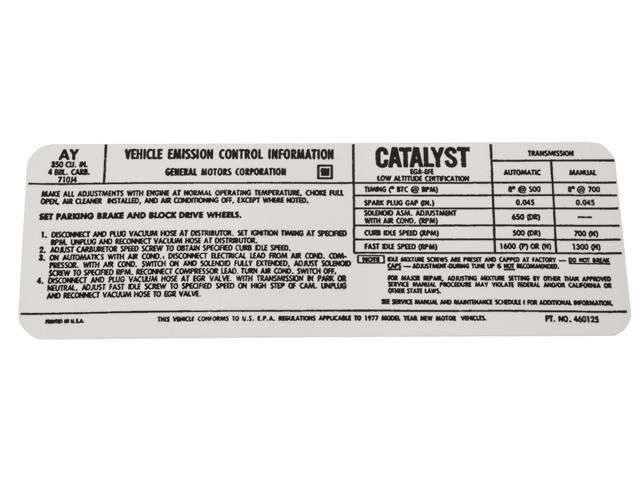 AY
350 CU. IN.
4 BBL. CARB.
710J4
VEHICLE EMISSION CONTROL INFORMATION
GENERAL MOTORS CORPORATION GM
MAKE ALL ADJUSTMENTS WITH ENGINE AT NORMAL OPERATING TEMPERATURE, CHOKE FULL
OPEN, AIR CLEANER INSTALLED, AND AIR CONDITIONING OFF, EXCEPT WHERE NOTED.
SET PARKING BRAKE AND BLOCK DRIVE WHEELS.
1. DISCONNECT AND PLUG VACUUM HOSE AT DISTRIBUTOR. SET IGNITION TIMING AT SPECIFIED
RPM. UNPLUG AND RECONNECT VACUUM HOSE AT DISTRIBUTOR.
2. ADJUST CARBURETOR SPEED SCREW TO OBTAIN SPECIFIED CURB IDLE SPEED.
3. ON AUTOMATICS WITH AIR COND.: DISCONNECT ELECTRICAL LEAD FROM AIR COND. COM-
PRESSOR. WITH AIR COND. SWITCH ON AND SOLENOID FULLY EXTENDED, ADJUST SOLENOID
SCREW TO SPECIFIED RPM. RECONNECT COMPRESSOR LEAD. TURN AIR COND. SWITCH OFF.
4. DISCONNECT AND PLUG VACUUM HOSE AT EGR VALVE. WITH TRANSMISSION IN PARK OR
NEUTRAL, ADJUST FAST IDLE SCREW TO SPECIFIED SPEED ON HIGH STEP OF CAM. UNPLUG
AND RECONNECT VACUUM HOSE TO EGR VALVE.
CATALYST
EGR-EFE
LOW ALTITUDE CERTIFICATION
TRANSMISSION
AUTOMATIC MANUAL
TIMING (° BTC @ RPM) 8° @ 500 8° @ 700
SPARK PLUG GAP (IN.) 0.045 0.045
SOLENOID ASM. ADJUSTMENT
WITH AIR COND. (RPM) 650 (DR) ----
CURB IDLE SPEED (RPM) 500 (DR) 700 (N)
FAST IDLE SPEED (RPM) 1600 (P) OR (N) 1300 (N)
NOTE IDLE MIXTURE SCREWS ARE PRESET AND CAPPED AT FACTORY — DO NOT BREAK
CAPS — ADJUSTMENT DURING TUNE UP IS NOT RECOMMENDED.
FOR MAJOR REPAIR, ADJUSTING MIXTURE SETTING BY OTHER THAN APPROVED
SERVICE MANUAL PROCEDURE MAY VIOLATE FEDERAL AND/OR CALIFORNIA OR
OTHER STATE LAWS.
SEE SERVICE MANUAL AND MAINTENANCE SCHEDULE I FOR ADDITIONAL INFORMATION.
PRINTED IN U.S.A. THIS VEHICLE CONFORMS TO U.S. E.P.A. REGULATIONS APPLICABLE TO 1977 MODEL YEAR NEW MOTOR VEHICLES. PT. NO. 460125